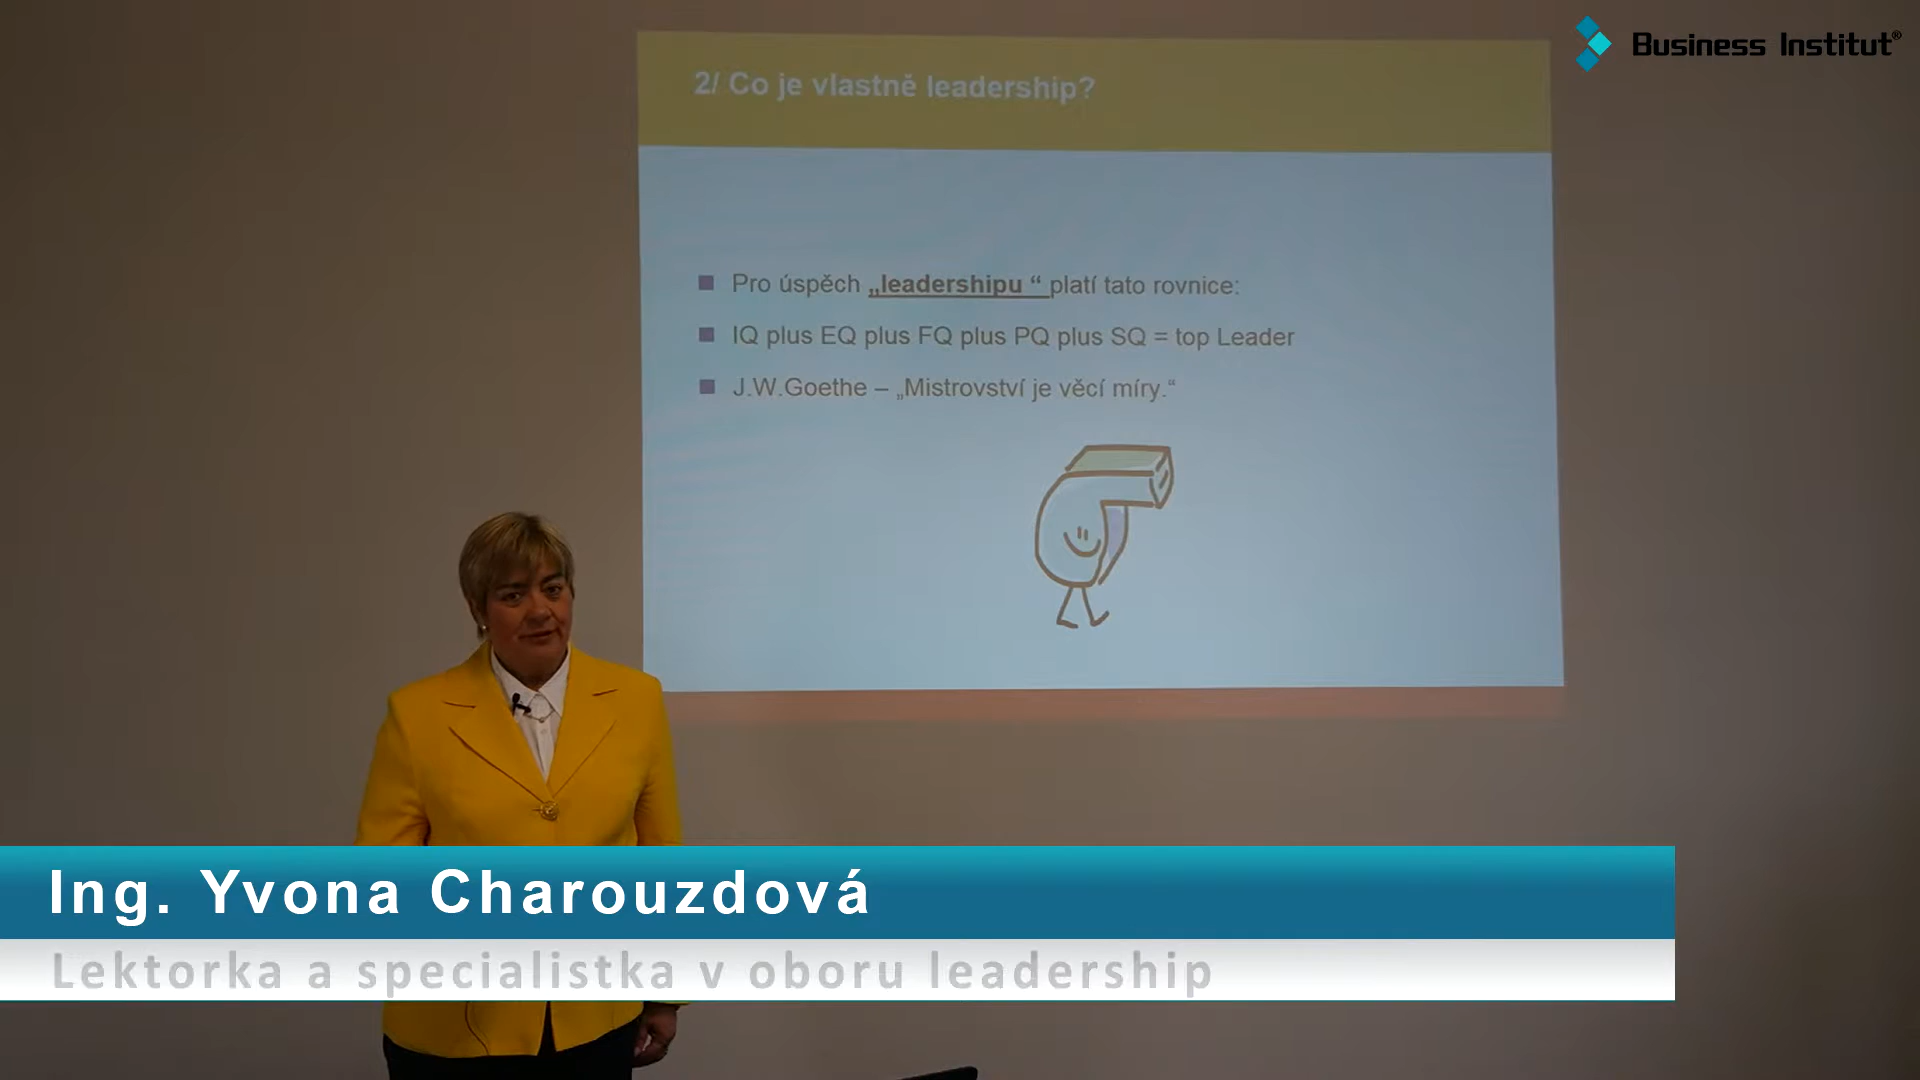 Business Institut®
2/ Co je vlastně leadership?
Pro úspěch „leadershipu “ platí tato rovnice:
IQ plus EQ plus FQ plus PQ plus SQ = top Leader
J.W.Goethe – „Mistrovství je věcí míry.“
Ing. Yvona Charouzdová
Lektorka a specialistka v oboru leadership